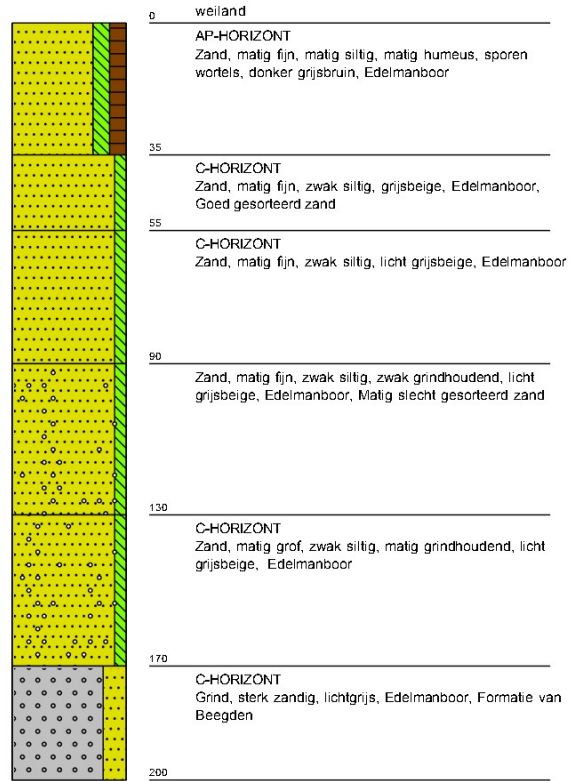 0
weiland
AP-HORIZONT
Zand, matig fijn, matig siltig, matig humeus, sporen
wortels, donker grijsbruin, Edelmanboor
35
C-HORIZONT
Zand, matig fijn, zwak siltig, grijsbeige, Edelmanboor,
Goed gesorteerd zand
55
C-HORIZONT
Zand, matig fijn, zwak siltig, licht grijsbeige, Edelmanboor
90
Zand, matig fijn, zwak siltig, zwak grindhoudend, licht
grijsbeige, Edelmanboor, Matig slecht gesorteerd zand
130
C-HORIZONT
Zand, matig grof, zwak siltig, matig grindhoudend, licht
grijsbeige, Edelmanboor
170
C-HORIZONT
Grind, sterk zandig, lichtgrijs, Edelmanboor, Formatie van
Beegden
200